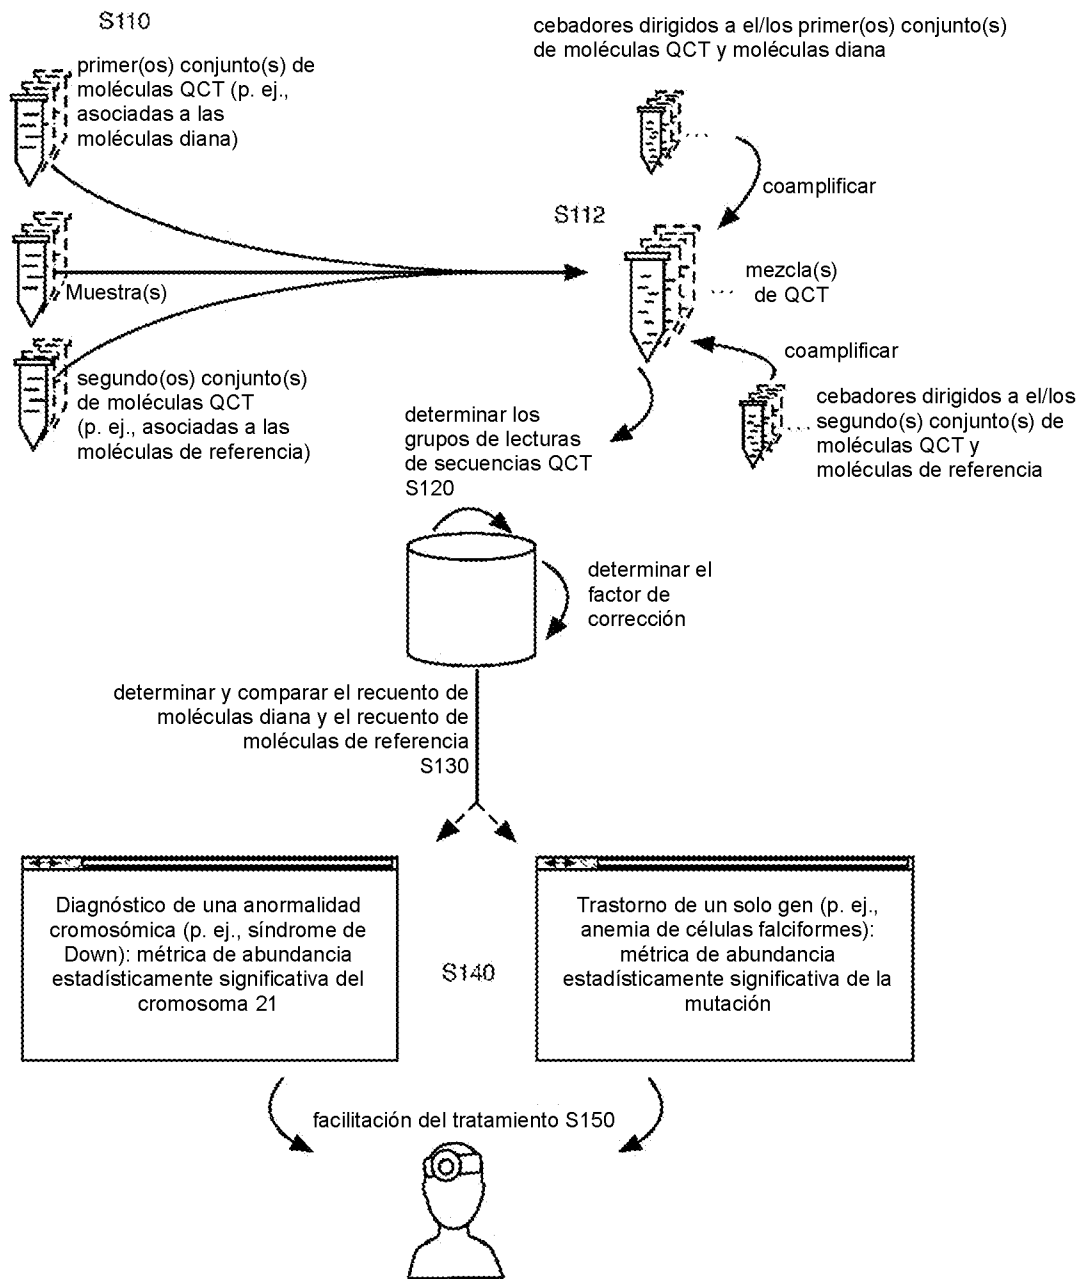 S110
primer(os) conjunto(s) de
moléculas QCT (p. ej.,
asociadas a las
moléculas diana)
cebadores dirigidos a el/los primer(os) conjunto(s)
de moléculas QCT y moléculas diana
coamplificar
S112
Muestra(s)
mezcla(s)
de QCT
coamplificar
segundo(os) conjunto(s)
de moléculas QCT
(p. ej., asociadas a las
moléculas de referencia)
cebadores dirigidos a el/los
segundo(s) conjunto(s) de
moléculas QCT y
moléculas de referencia
determinar los
grupos de lecturas
de secuencias QCT
S120
determinar el
factor de
corrección
determinar y comparar el recuento de
moléculas diana y el recuento de
moléculas de referencia
S130
Diagnóstico de una anormalidad
cromosómica (p. ej., síndrome de
Down): métrica de abundancia
estadísticamente significativa del
cromosoma 21
S140
Trastorno de un solo gen (p. ej.,
anemia de células falciformes):
métrica de abundancia
estadísticamente significativa de la
mutación
facilitación del tratamiento S150